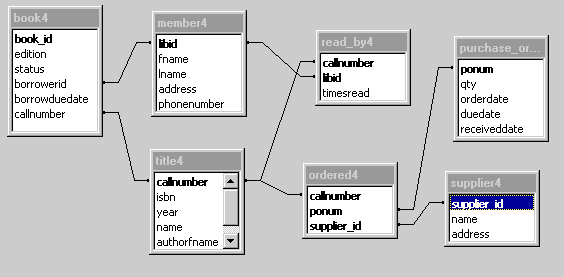 book4
book_id
edition
status
borrowerid
borrowduedate
callnumber
member4
libid
fname
lname
address
phonenumber
read_by4
callnumber
libid
timesread
purchase_or...
ponum
qty
orderdate
duedate
receiveddate
title4
callnumber
isbn
year
name
authorfname
ordered4
callnumber
ponum
supplier_id
supplier4
supplier_id
name
address